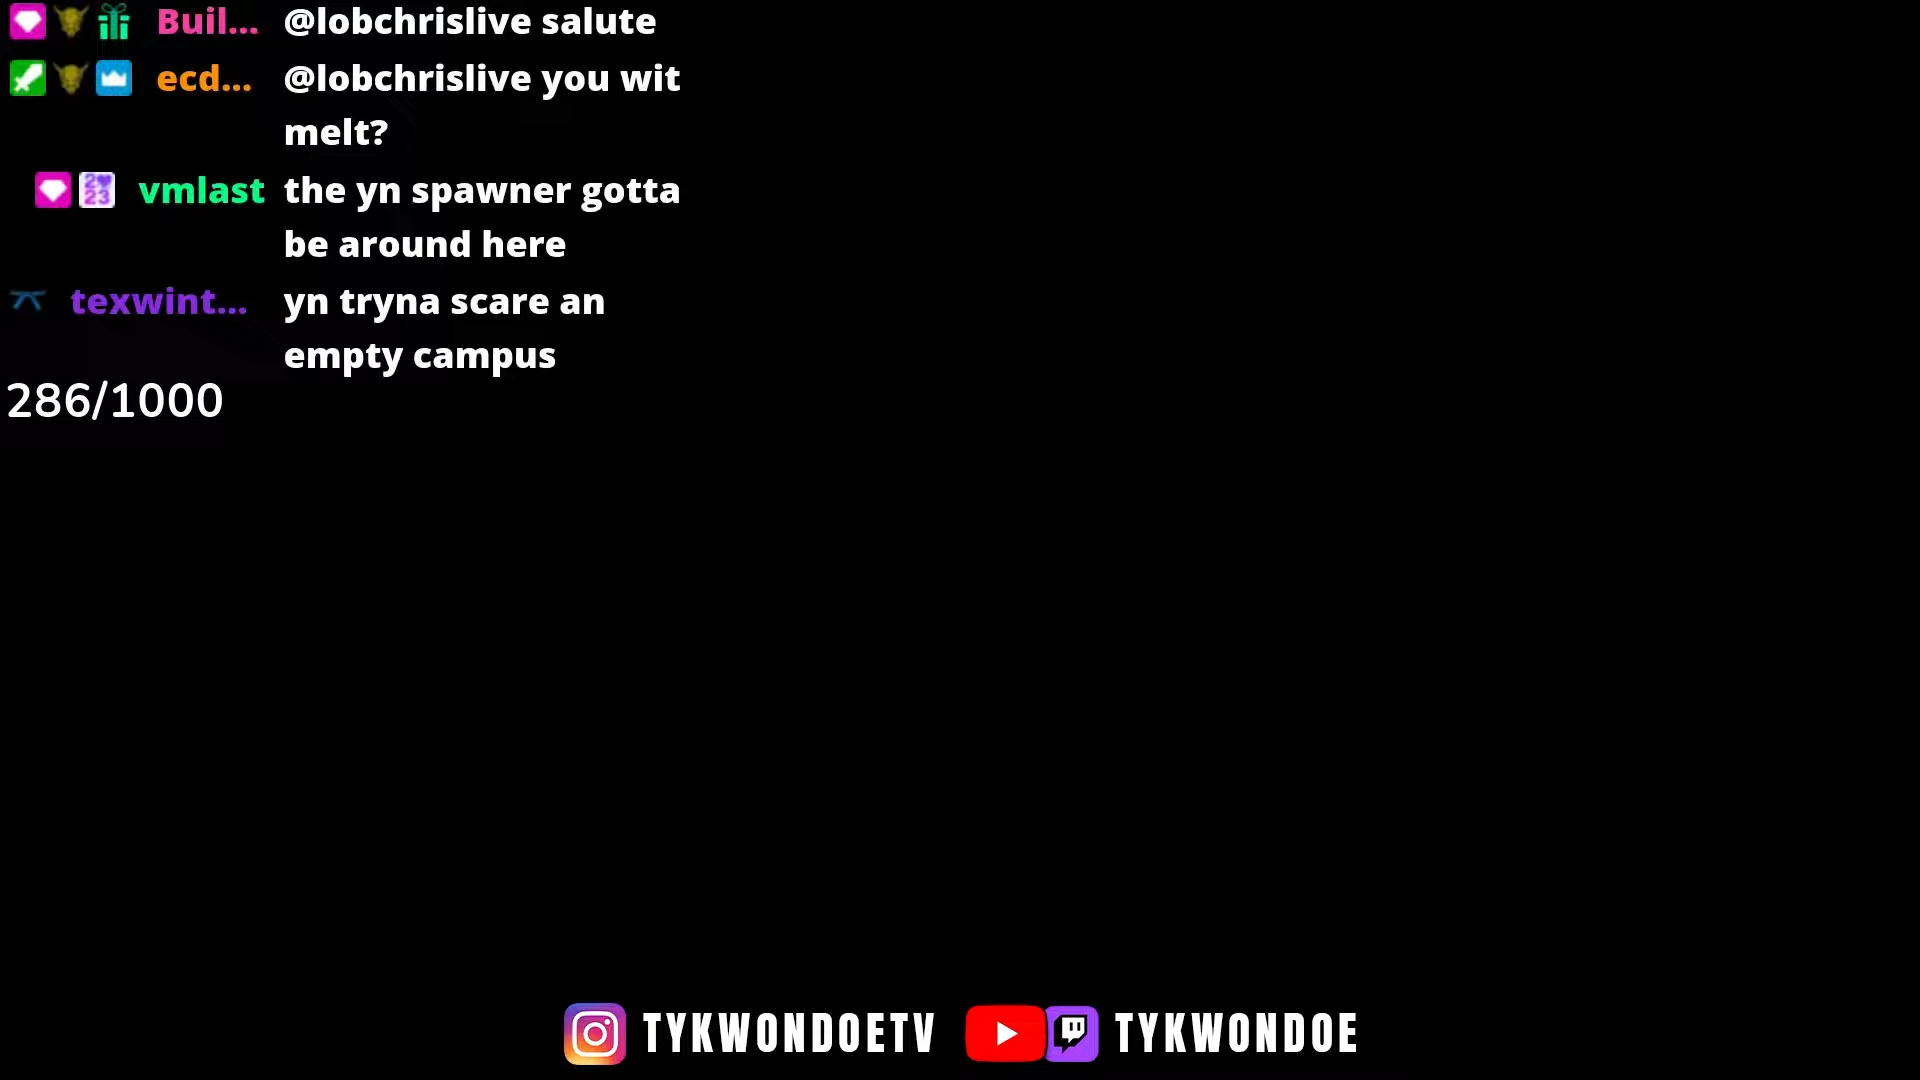 Buil... @lobchrislive salute
ecd... @lobchrislive you wit
melt?
2023 vmlast the yn spawner gotta
be around here
texwint... yn tryna scare an
empty campus
286/1000
TYKWONDOETV TYKWONDOE